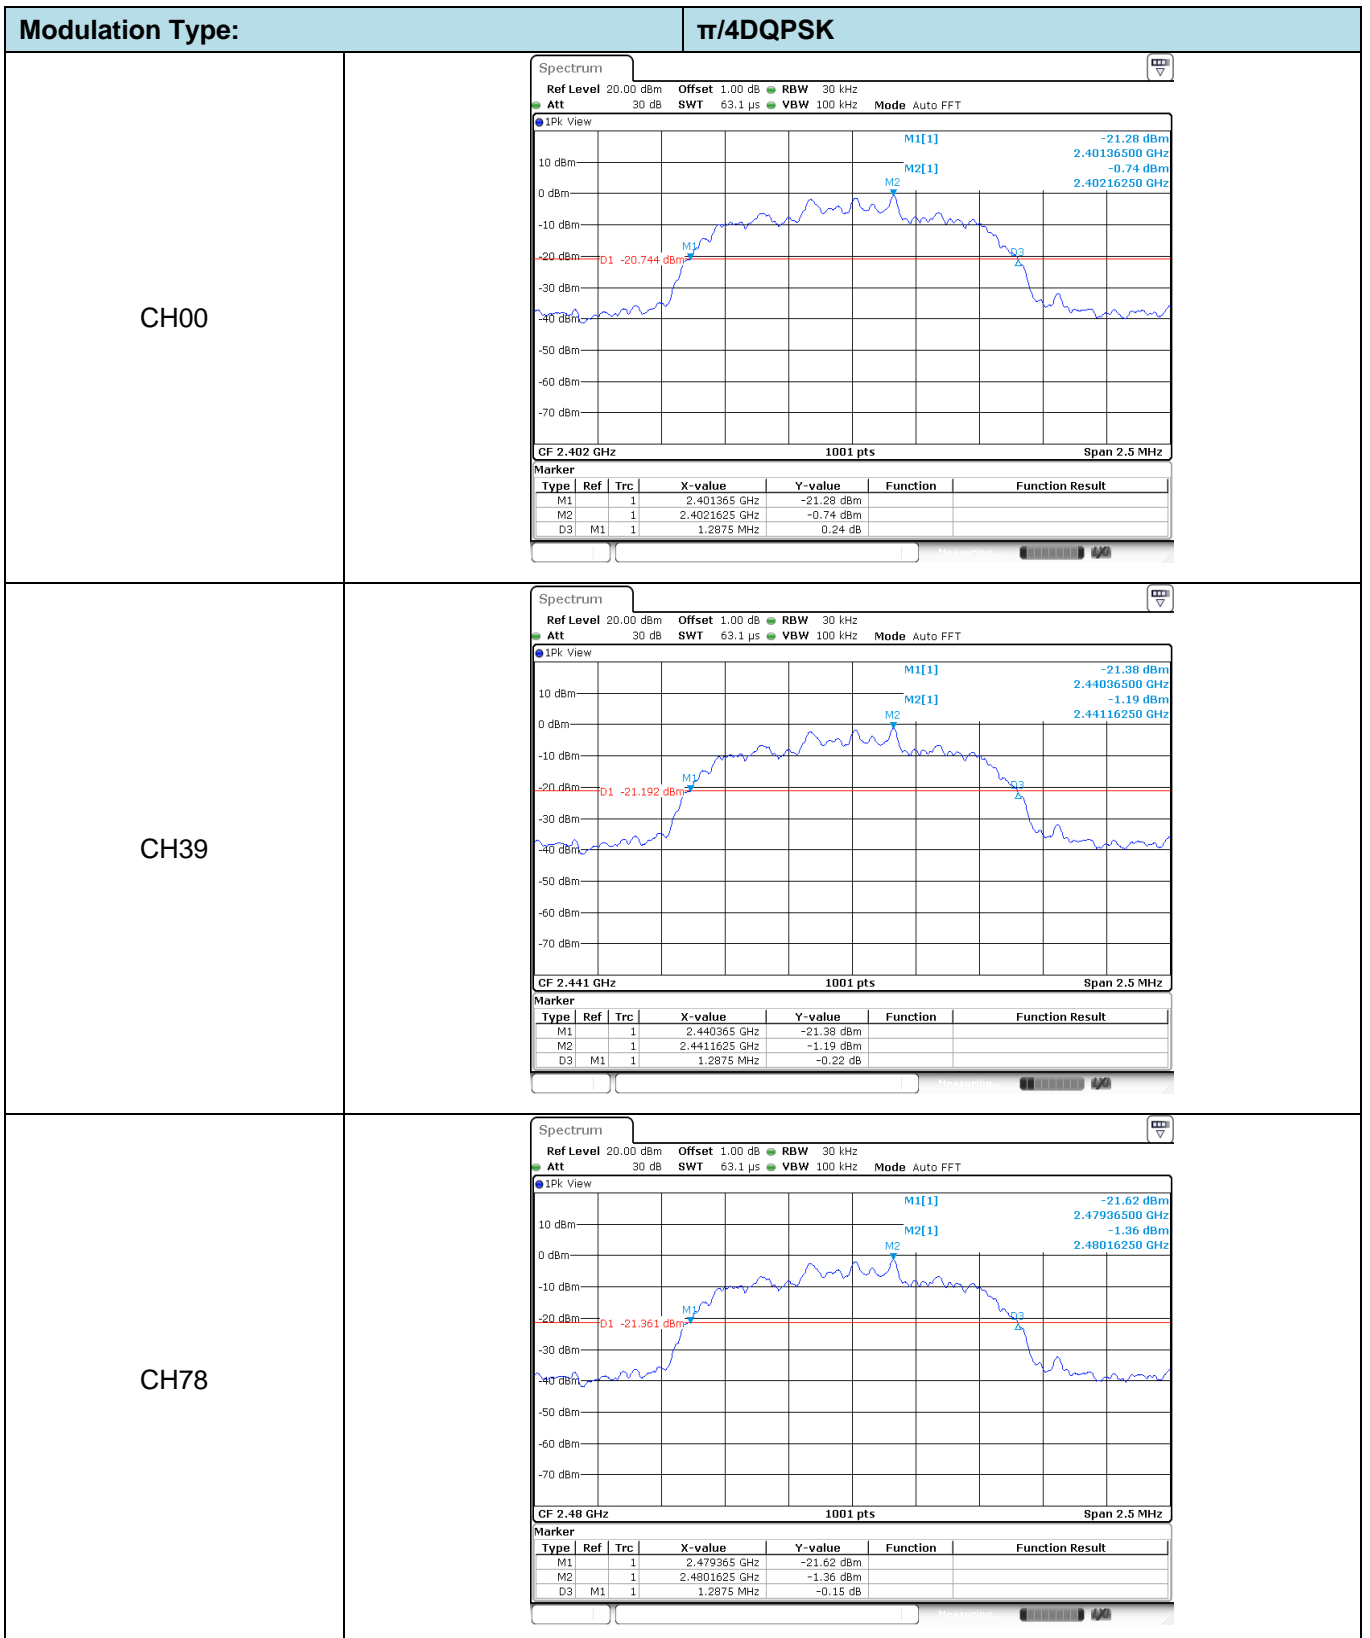 Modulation Type: π/4DQPSK
CH00
Spectrum
Ref Level 20.00 dBm Offset 1.00 dB RBW 30 kHz
Att 30 dB SWT 63.1 µs VBW 100 kHz Mode Auto FFT
1Pk View
M1[1] -21.28 dBm
2.40136500 GHz
10 dBm
M2[1] -0.74 dBm
M2 2.40216250 GHz
0 dBm
-10 dBm
M1
D3
-20 dBm
D1 -20.744 dBm
-30 dBm
-40 dBm
-50 dBm
-60 dBm
-70 dBm
CF 2.402 GHz 1001 pts Span 2.5 MHz
Marker
Type Ref Trc X-value Y-value Function Function Result
M1 1 2.401365 GHz -21.28 dBm
M2 1 2.4021625 GHz -0.74 dBm
D3 M1 1 1.2875 MHz 0.24 dB
Measuring
CH39
Spectrum
Ref Level 20.00 dBm Offset 1.00 dB RBW 30 kHz
Att 30 dB SWT 63.1 µs VBW 100 kHz Mode Auto FFT
1Pk View
M1[1] -21.38 dBm
2.44036500 GHz
10 dBm
M2[1] -1.19 dBm
M2 2.44116250 GHz
0 dBm
-10 dBm
M1
D3
-20 dBm
D1 -21.192 dBm
-30 dBm
-40 dBm
-50 dBm
-60 dBm
-70 dBm
CF 2.441 GHz 1001 pts Span 2.5 MHz
Marker
Type Ref Trc X-value Y-value Function Function Result
M1 1 2.440365 GHz -21.38 dBm
M2 1 2.4411625 GHz -1.19 dBm
D3 M1 1 1.2875 MHz -0.22 dB
Measuring
CH78
Spectrum
Ref Level 20.00 dBm Offset 1.00 dB RBW 30 kHz
Att 30 dB SWT 63.1 µs VBW 100 kHz Mode Auto FFT
1Pk View
M1[1] -21.62 dBm
2.47936500 GHz
10 dBm
M2[1] -1.36 dBm
M2 2.48016250 GHz
0 dBm
-10 dBm
M1
D3
-20 dBm
D1 -21.361 dBm
-30 dBm
-40 dBm
-50 dBm
-60 dBm
-70 dBm
CF 2.48 GHz 1001 pts Span 2.5 MHz
Marker
Type Ref Trc X-value Y-value Function Function Result
M1 1 2.479365 GHz -21.62 dBm
M2 1 2.4801625 GHz -1.36 dBm
D3 M1 1 1.2875 MHz -0.15 dB
Measuring